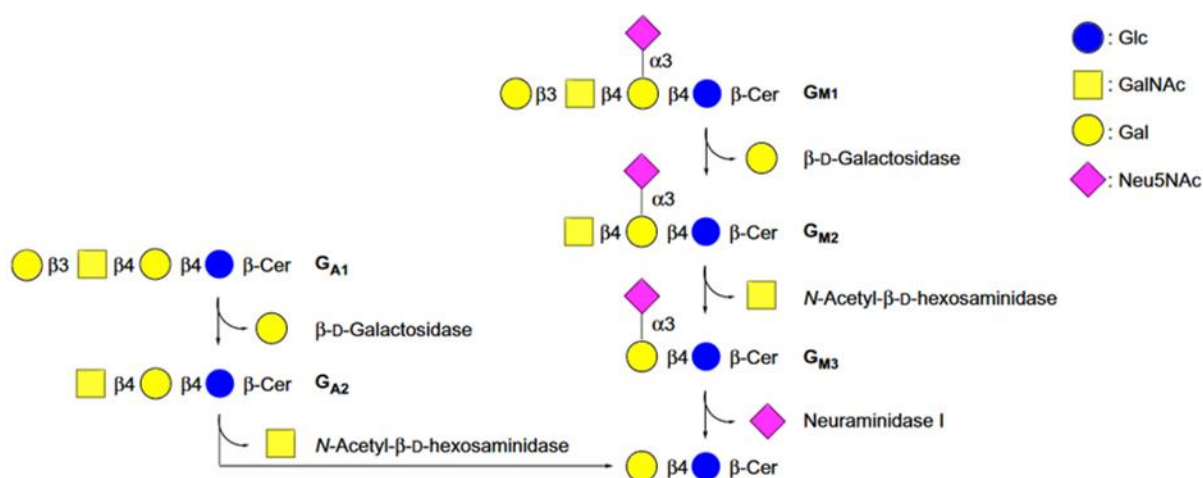 α3
β3 β4 β4 β-Cer GM1
: Glc
: GalNAc
: Gal
: Neu5NAc
β-D-Galactosidase
α3
β4 β4 β-Cer GM2
β3 β4 β4 β-Cer GA1
N-Acetyl-β-D-hexosaminidase
α3
β-D-Galactosidase
β4 β-Cer GM3
β4 β4 β-Cer GA2
Neuraminidase I
N-Acetyl-β-D-hexosaminidase
β4 β-Cer